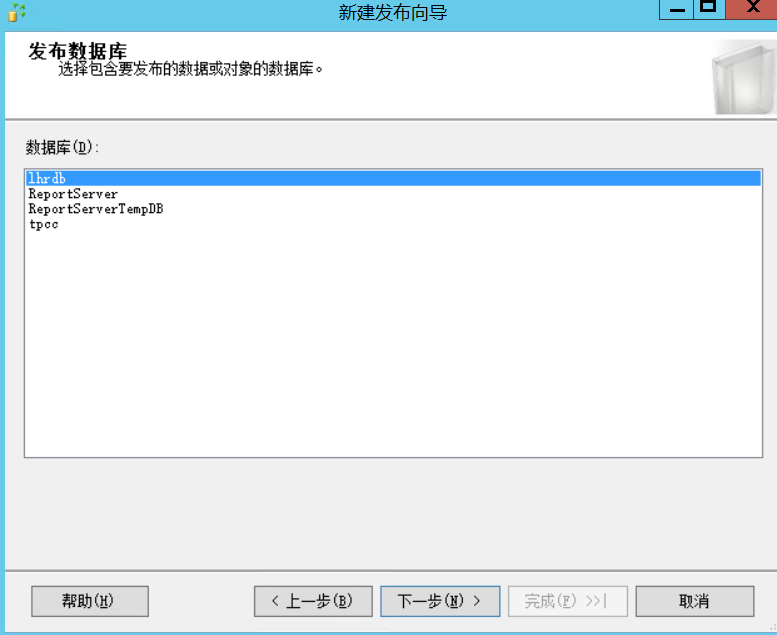 新建发布向导
发布数据库
选择包含要发布的数据或对象的数据库。
数据库(D):
lhrdb
ReportServer
ReportServerTempDB
tpcc
帮助(H)
< 上一步(B)
下一步(N) >
完成(F) >>|
取消